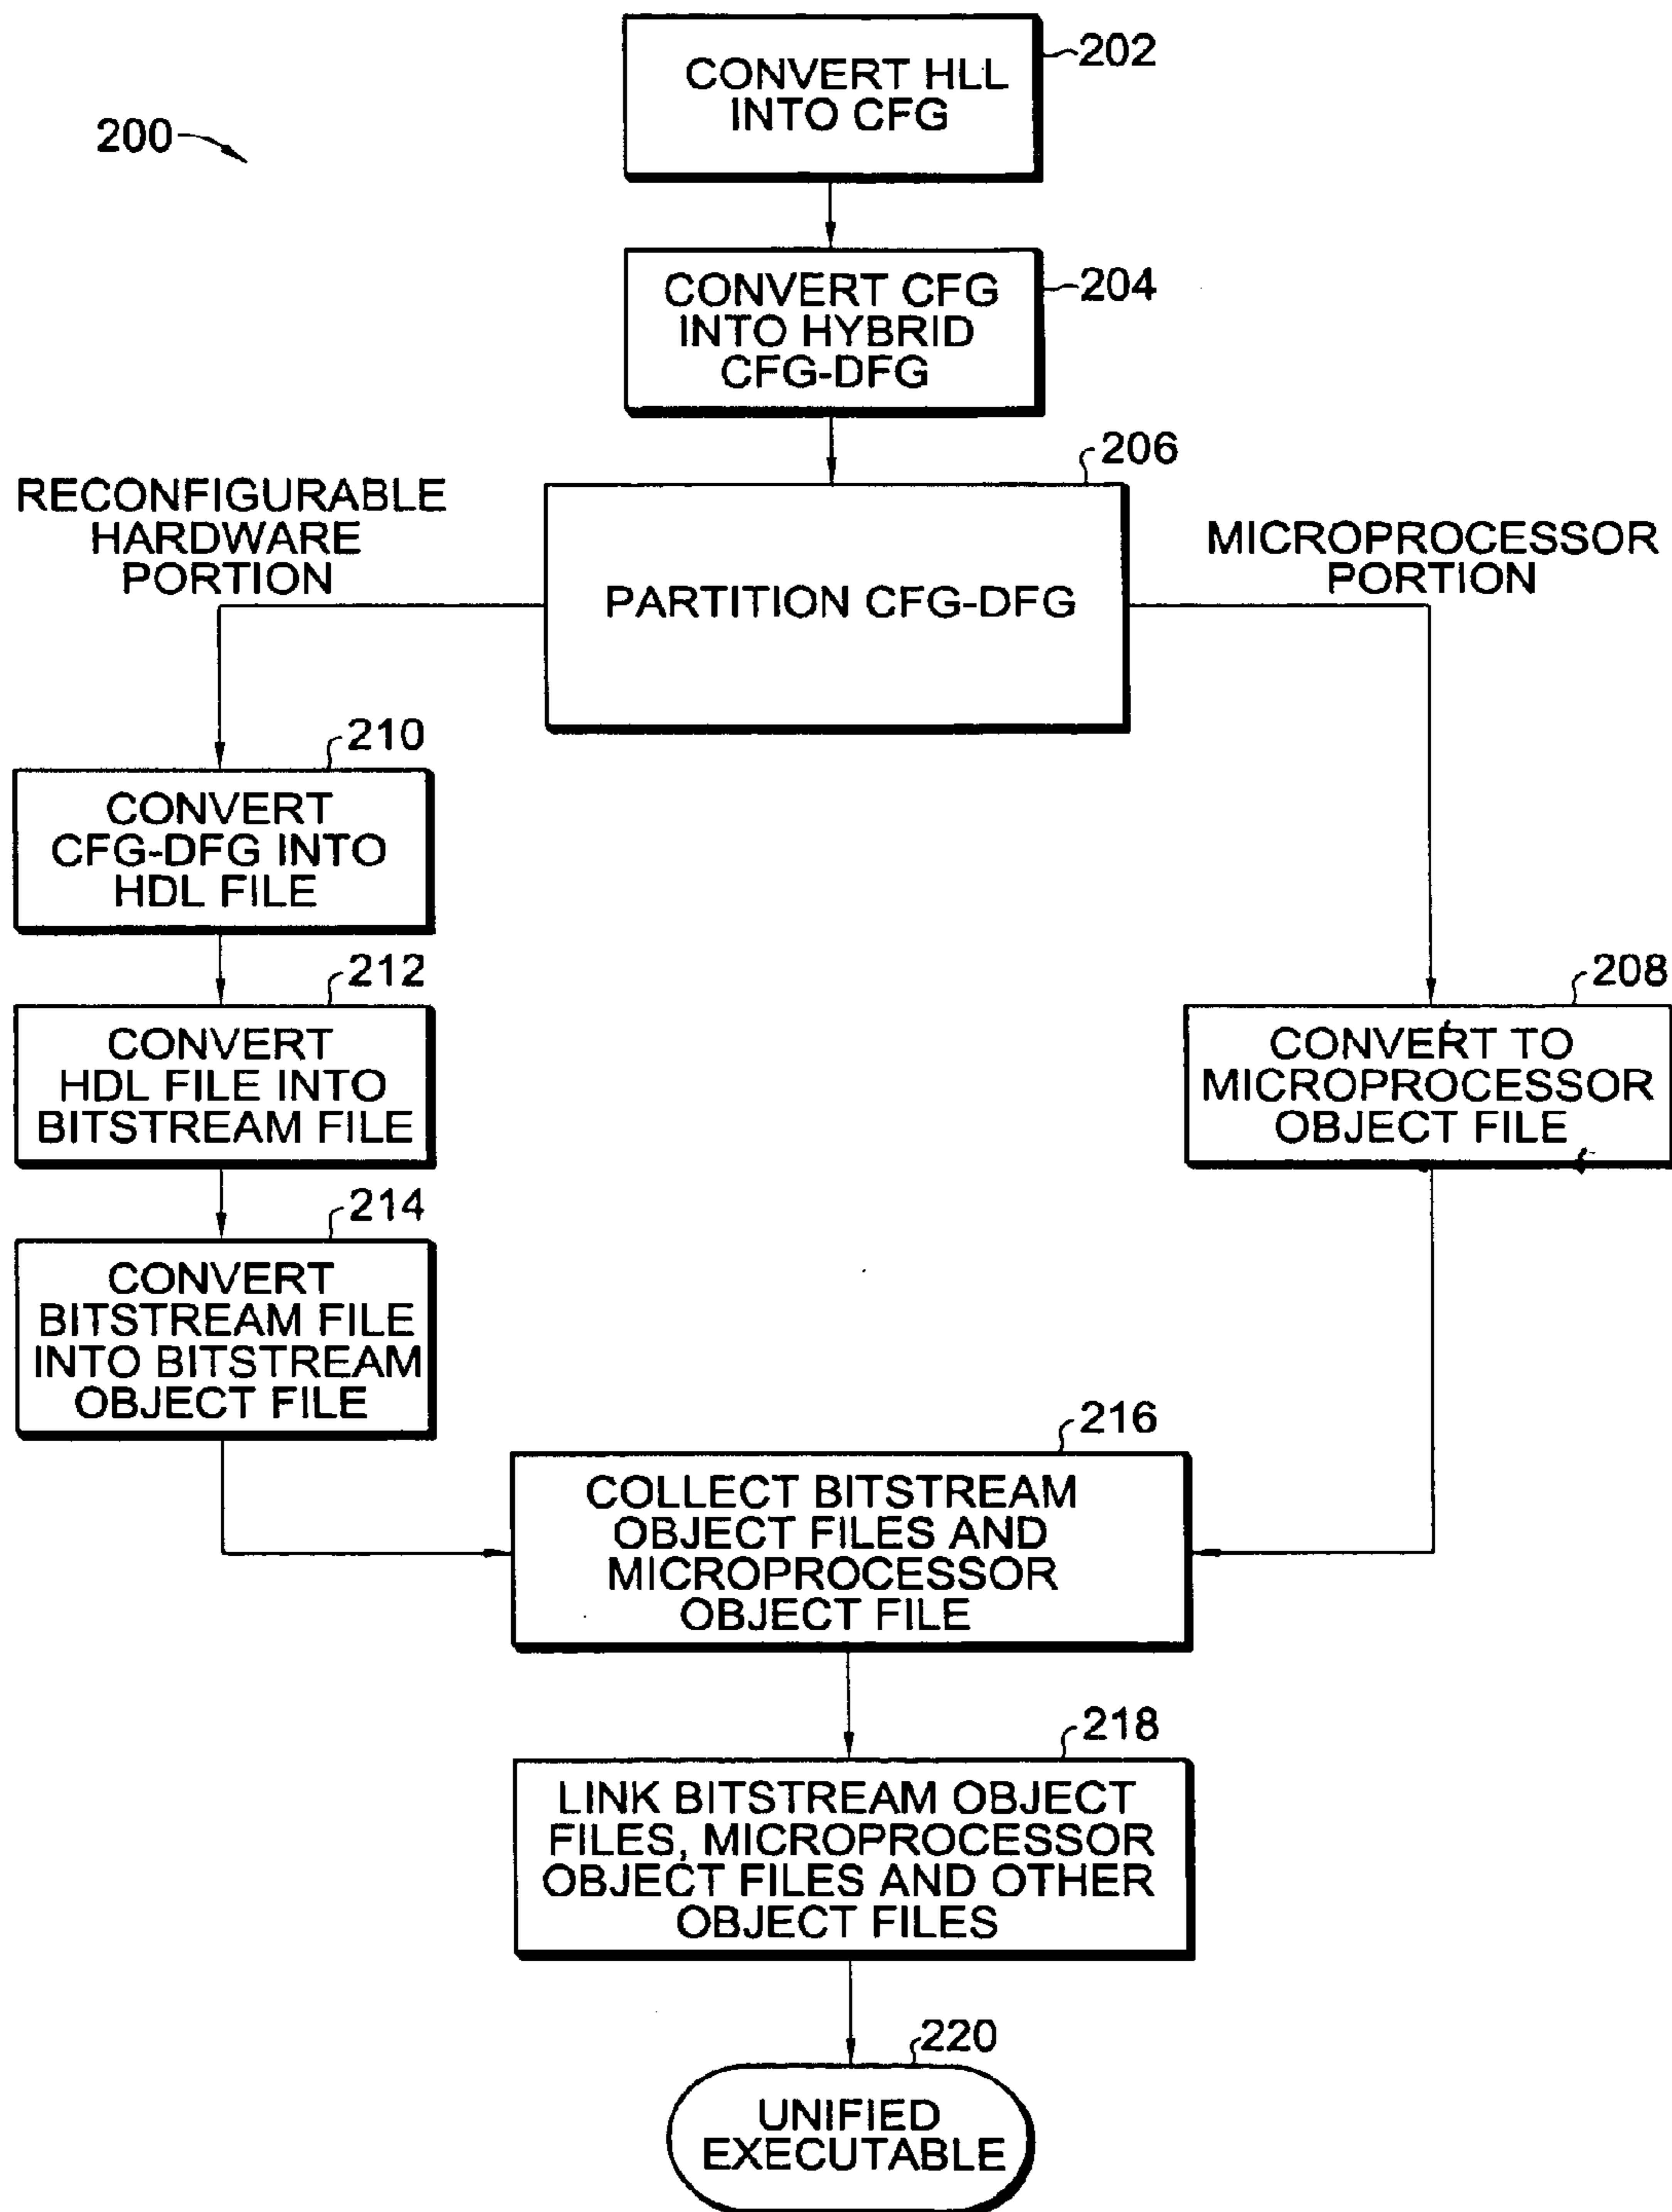 202
CONVERT HLL
INTO CFG
200
204
CONVERT CFG
INTO HYBRID
CFG-DFG
206
RECONFIGURABLE
HARDWARE
PORTION
PARTITION CFG-DFG
MICROPROCESSOR
PORTION
210
CONVERT
CFG-DFG INTO
HDL FILE
212
CONVERT
HDL FILE INTO
BITSTREAM FILE
208
CONVERT TO
MICROPROCESSOR
OBJECT FILE
214
CONVERT
BITSTREAM FILE
INTO BITSTREAM
OBJECT FILE
216
COLLECT BITSTREAM
OBJECT FILES AND
MICROPROCESSOR
OBJECT FILE
218
LINK BITSTREAM OBJECT
FILES, MICROPROCESSOR
OBJECT FILES AND OTHER
OBJECT FILES
220
UNIFIED
EXECUTABLE